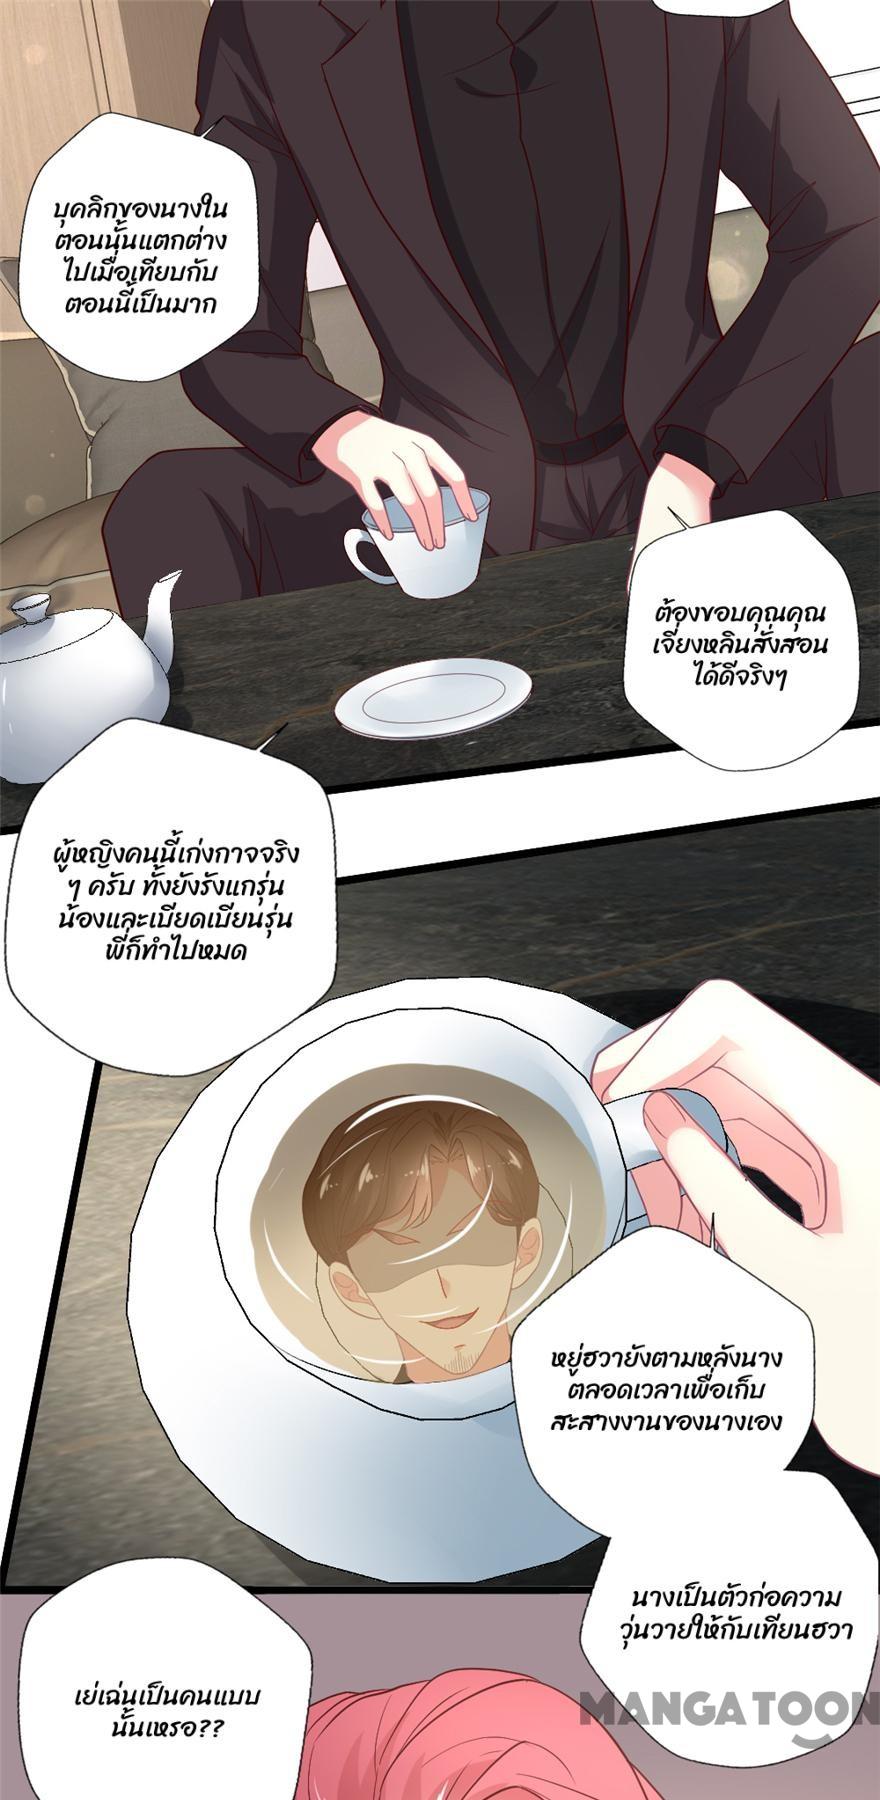 บุคลิกของนางใน
ตอนนั้นแตกต่าง
ไปเมื่อเทียบกับ
ตอนนี้เป็นมาก
ต้องขอบคุณคุณ
เจี่ยงหลินสั่งสอน
ได้ดีจริงๆ
ผู้หญิงคนนี้เก่งกาจจริง
ๆ ครับ ทั้งยังรังแกรุ่น
น้องและเบียดเบียนรุ่น
พี่ก็ทำไปหมด
หยู่ฮวายังตามหลังนาง
ตลอดเวลาเพื่อเก็บ
สะสางงานของนางเอง
นางเป็นตัวก่อความ
วุ่นวายให้กับเทียนฮวา
เย่เฉ่นเป็นคนแบบ
นั้นเหรอ??
MANGATOON